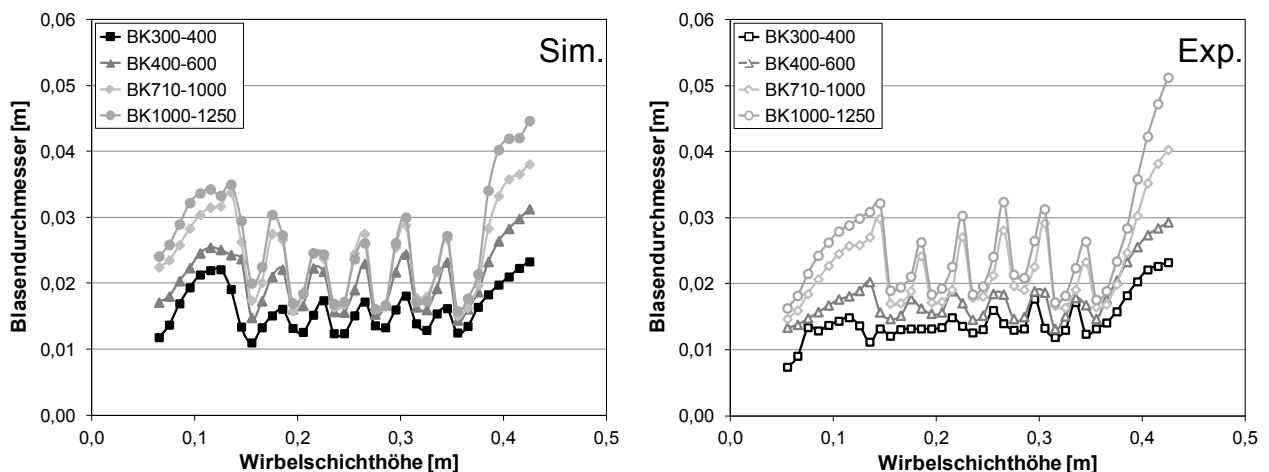 Sim.
BK300-400
BK400-600
BK710-1000
BK1000-1250
Blasendurchmesser [m]
0,06
0,05
0,04
0,03
0,02
0,01
0,00
0,0 0,1 0,2 0,3 0,4 0,5
Wirbelschichthöhe [m]
Exp.
BK300-400
BK400-600
BK710-1000
BK1000-1250
Blasendurchmesser [m]
0,06
0,05
0,04
0,03
0,02
0,01
0,00
0,0 0,1 0,2 0,3 0,4 0,5
Wirbelschichthöhe [m]